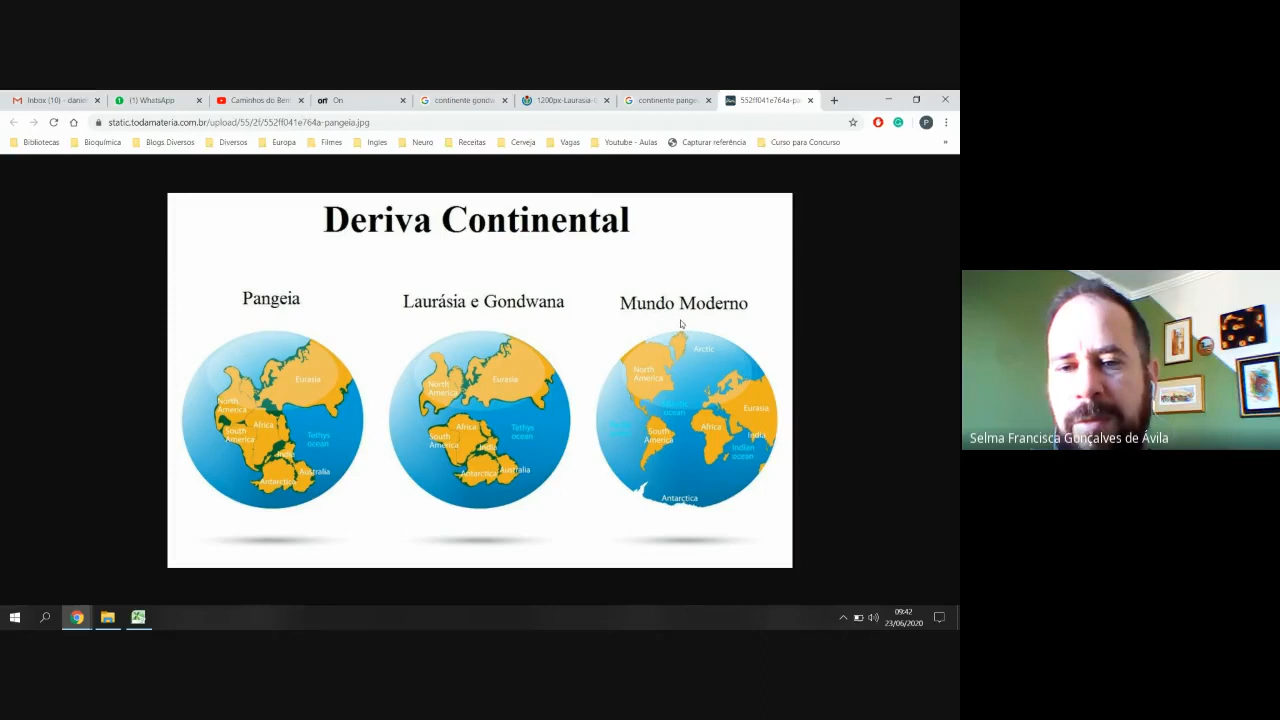 Inbox (10) - daniel
(1) WhatsApp
Caminhos do Bem
On
continente gondw
1200px-Laurasia-G
continente pange
552ff041e764a-pa
static.todamateria.com.br/upload/55/2f/552ff041e764a-pangeia.jpg
P
Bibliotecas
Bioquímica
Blogs Diversos
Diversos
Europa
Filmes
Ingles
Neuro
Receitas
Cerveja
Vagas
Youtube - Aulas
Capturar referência
Curso para Concurso
»
Deriva Continental
Pangeia
Laurásia e Gondwana
Mundo Moderno
Eurasia
North
America
Africa
South
America
Tethys
ocean
India
Australia
Antarctica
Eurasia
North
America
Africa
South
America
Tethys
ocean
India
Australia
Antarctica
Arctic
North
America
Eurasia
ocean
Africa
South
America
India
Indian
ocean
Antarctica
Selma Francisca Gonçalves de Ávila
09:42
23/06/2020